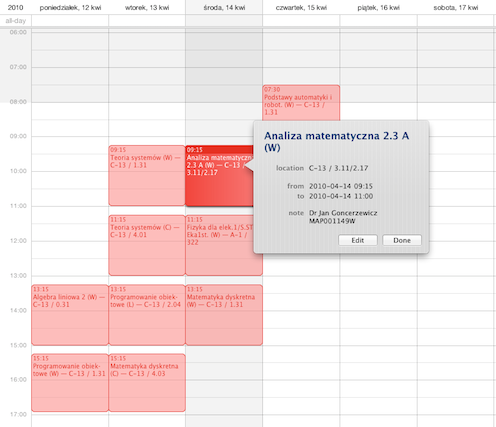 2010 poniedziałek, 12 kwi wtorek, 13 kwi środa, 14 kwi czwartek, 15 kwi piątek, 16 kwi sobota, 17 kwi
all-day
06:00
07:00
08:00
09:00
10:00
11:00
12:00
13:00
14:00
15:00
16:00
17:00
13:15
Algebra liniowa 2 (W) —
C-13 / 0.31
15:15
Programowanie obiek-
towe (W) — C-13 / 1.31
09:15
Teoria systemów (W) —
C-13 / 1.31
11:15
Teoria systemów (C) —
C-13 / 4.01
13:15
Programowanie obiek-
towe (L) — C-13 / 2.04
15:15
Matematyka dyskretna
(C) — C-13 / 4.03
09:15
Analiza matematyczn
2.3 A (W) — C-13 /
3.11/2.17
11:15
Fizyka dla elek.1/S.ST
Eka1st. (W) — A-1 /
322
13:15
Matematyka dyskretna
(W) — C-13 / 1.31
07:30
Podstawy automatyki i
robot. (W) — C-13 /
1.31
Analiza matematyczna 2.3 A
(W)
location C-13 / 3.11/2.17
from 2010-04-14 09:15
to 2010-04-14 11:00
note Dr Jan Goncerzewicz
MAP001149W
Edit Done